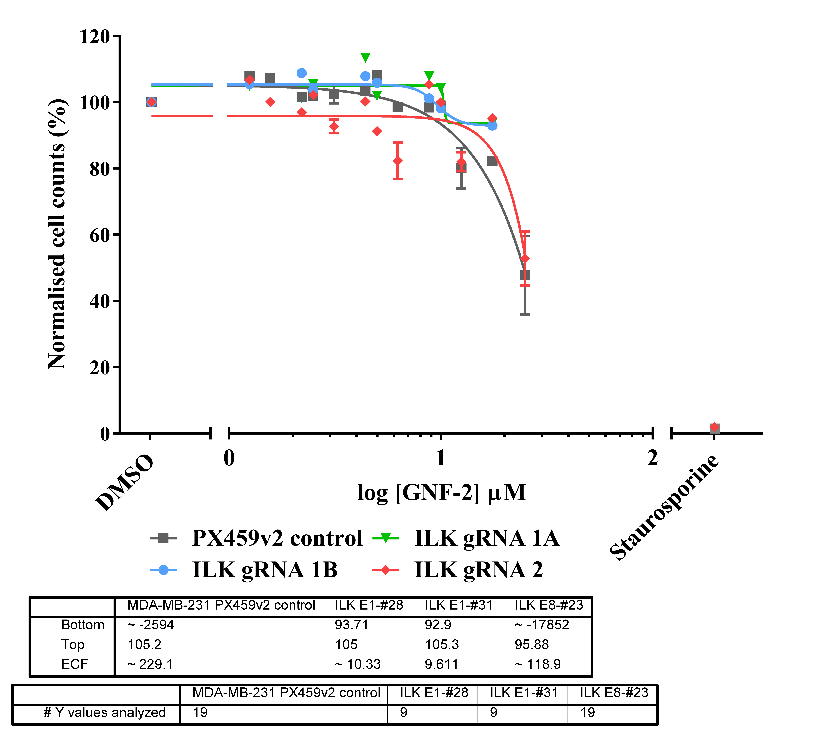 120
100
80
60
40
20
0
Normalised cell counts (%)
0 1 2
DMSO
Staurosporine
log [GNF-2] µM
PX459v2 control ILK gRNA 1A
ILK gRNA 1B ILK gRNA 2
MDA-MB-231 PX459v2 control ILK E1-#28 ILK E1-#31 ILK E8-#23
Bottom ~ -2594 93.71 92.9 ~ -17852
Top 105.2 105 105.3 95.88
ECF ~ 229.1 ~ 10.33 9.611 ~ 118.9
MDA-MB-231 PX459v2 control ILK E1-#28 ILK E1-#31 ILK E8-#23
# Y values analyzed 19 9 9 19